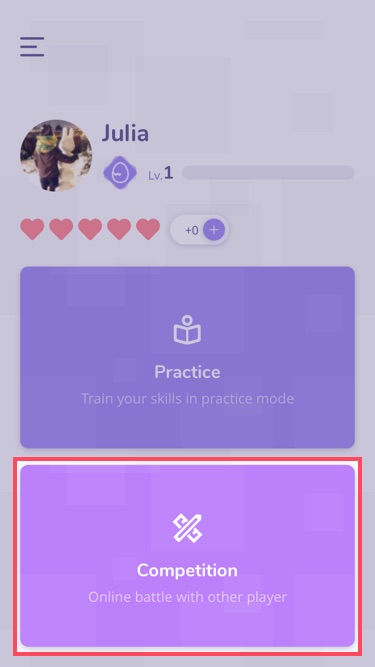 Julia
Lv.1
+0 +
Practice
Train your skills in practice mode
Competition
Online battle with other player